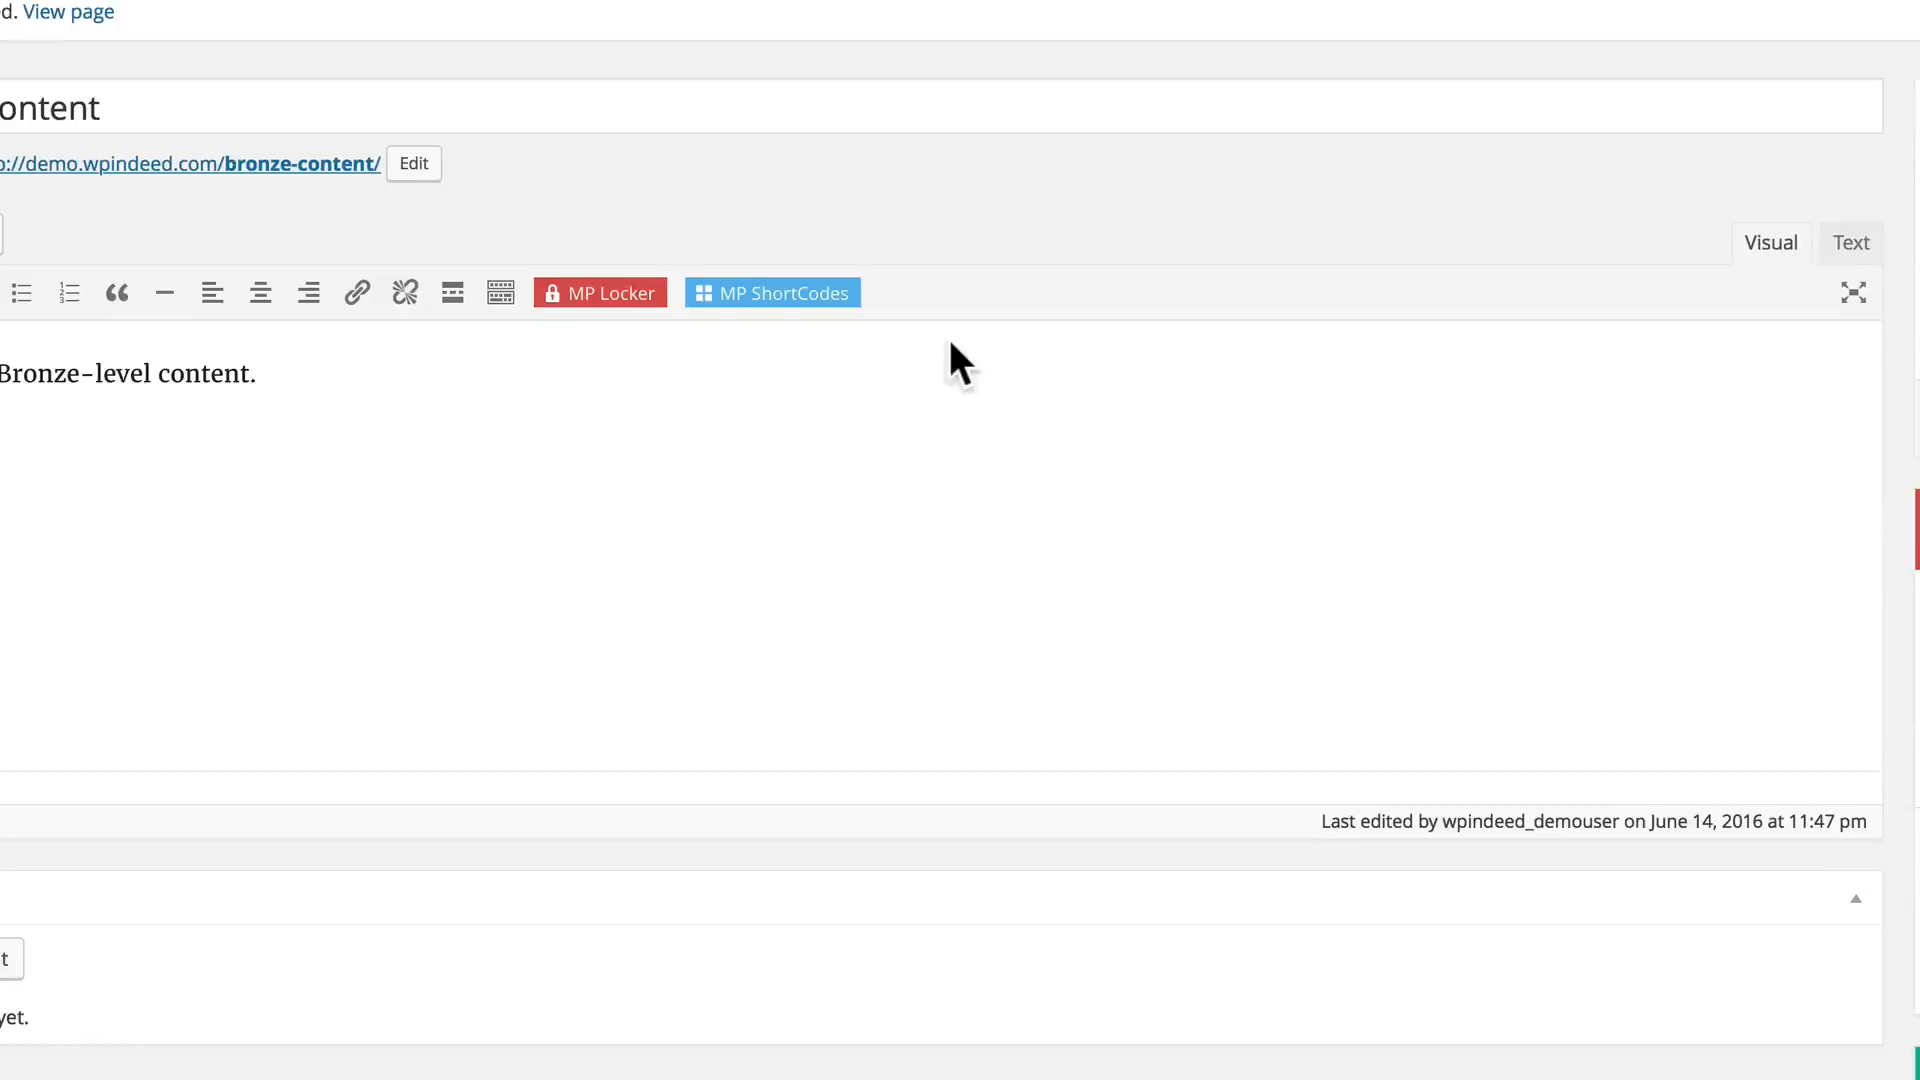 d. View page
ontent
://demo.wpindeed.com/bronze-content/ Edit
Visual Text
MP Locker MP ShortCodes
Bronze-level content.
Last edited by wpindeed_demouser on June 14, 2016 at 11:47 pm
t
yet.